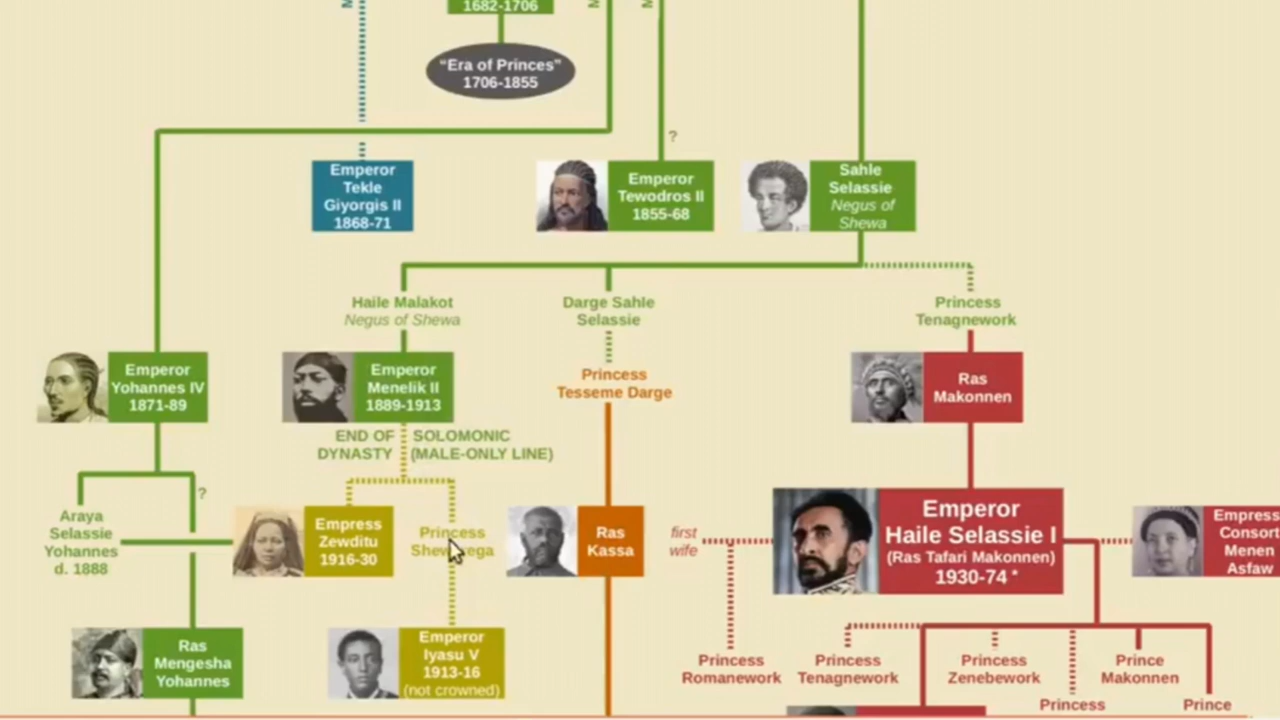 1682-1706
“Era of Princes”
1706-1855
?
Emperor
Tekle
Giyorgis II
1868-71
Emperor
Tewodros II
1855-68
Sahle
Selassie
Negus of
Shewa
Haile Malakot
Negus of Shewa
Darge Sahle
Selassie
Princess
Tenagnework
Emperor
Yohannes IV
1871-89
Emperor
Menelik II
1889-1913
Princess
Tesseme Darge
Ras
Makonnen
END OF
DYNASTY
SOLOMONIC
(MALE-ONLY LINE)
?
Araya
Selassie
Yohannes
d. 1888
Empress
Zewditu
1916-30
Princess
Ras
Kassa
first
wife
Emperor
Haile Selassie I
(Ras Tafari Makonnen)
1930-74 *
Empress
Consort
Menen
Asfaw
Ras
Mengesha
Yohannes
Emperor
Iyasu V
1913-16
(not crowned)
Princess
Romanework
Princess
Tenagnework
Princess
Zenebework
Prince
Makonnen
Princess
Prince